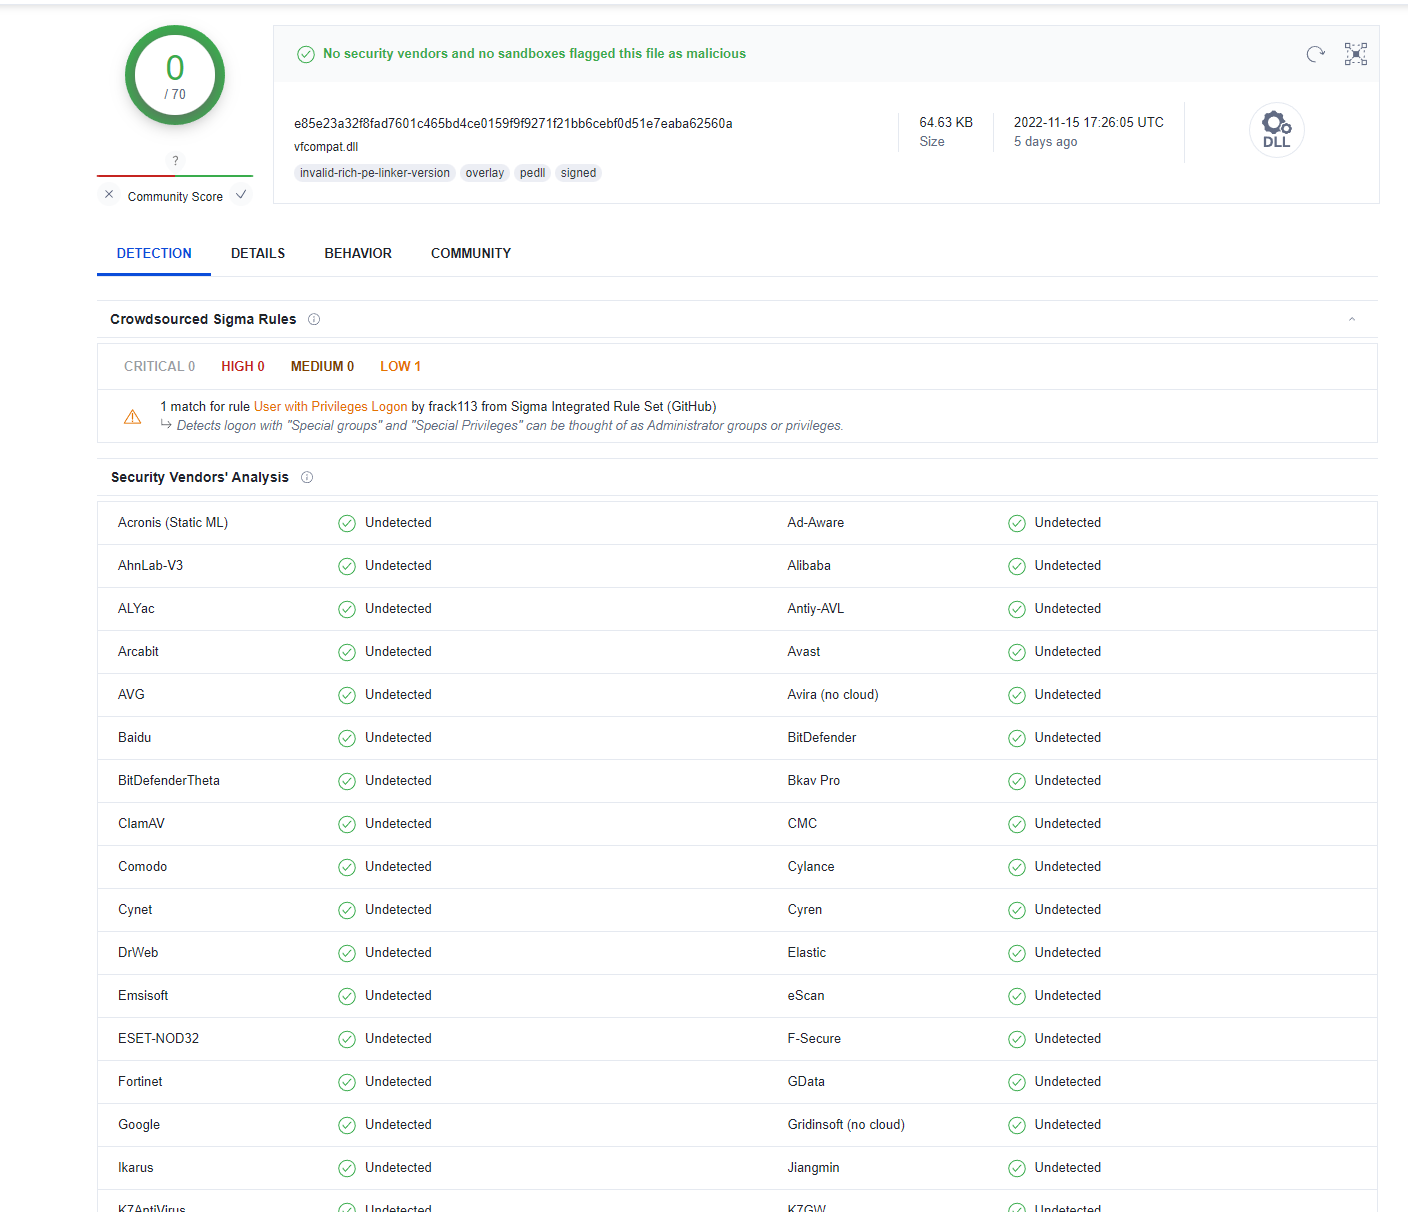 0
/ 70
?
Community Score
No security vendors and no sandboxes flagged this file as malicious
e85e23a32f8fad7601c465bd4ce0159f9f9271f21bb6cebf0d51e7eaba62560a
vfcompat.dll
invalid-rich-pe-linker-version overlay pedll signed
64.63 KB
Size
2022-11-15 17:26:05 UTC
5 days ago
DLL
DETECTION DETAILS BEHAVIOR COMMUNITY
Crowdsourced Sigma Rules
CRITICAL 0 HIGH 0 MEDIUM 0 LOW 1
1 match for rule User with Privileges Logon by frack113 from Sigma Integrated Rule Set (GitHub)
Detects logon with "Special groups" and "Special Privileges" can be thought of as Administrator groups or privileges.
Security Vendors' Analysis
Acronis (Static ML) Undetected Ad-Aware Undetected
AhnLab-V3 Undetected Alibaba Undetected
ALYac Undetected Antiy-AVL Undetected
Arcabit Undetected Avast Undetected
AVG Undetected Avira (no cloud) Undetected
Baidu Undetected BitDefender Undetected
BitDefenderTheta Undetected Bkav Pro Undetected
ClamAV Undetected CMC Undetected
Comodo Undetected Cylance Undetected
Cynet Undetected Cyren Undetected
DrWeb Undetected Elastic Undetected
Emsisoft Undetected eScan Undetected
ESET-NOD32 Undetected F-Secure Undetected
Fortinet Undetected GData Undetected
Google Undetected Gridinsoft (no cloud) Undetected
Ikarus Undetected Jiangmin Undetected
K7AntiVirus Undetected K7GW Undetected